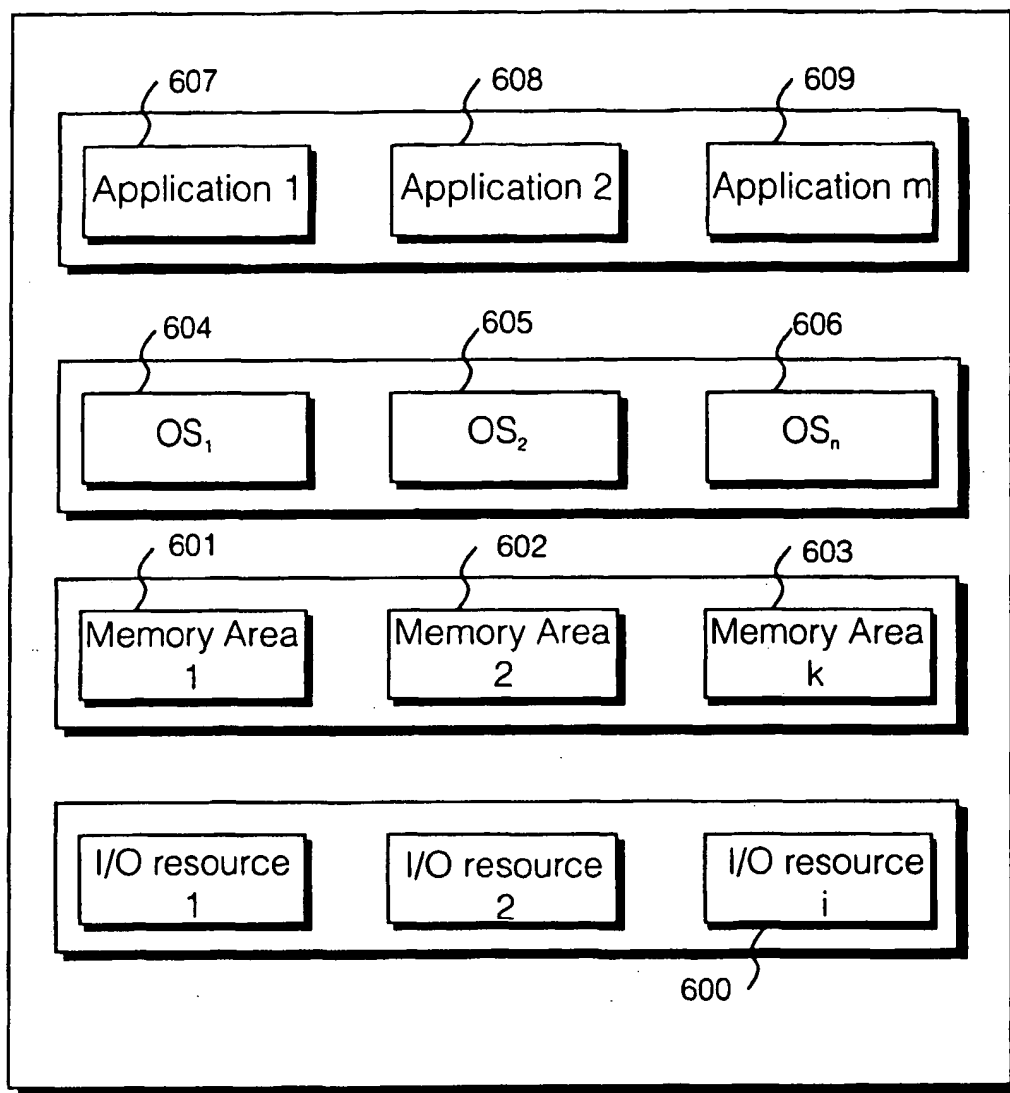 607 608 609
Application 1 Application 2 Application m
604 605 606
OS₁ OS₂ OSₙ
601 602 603
Memory Area 1 Memory Area 2 Memory Area k
I/O resource 1 I/O resource 2 I/O resource i
600